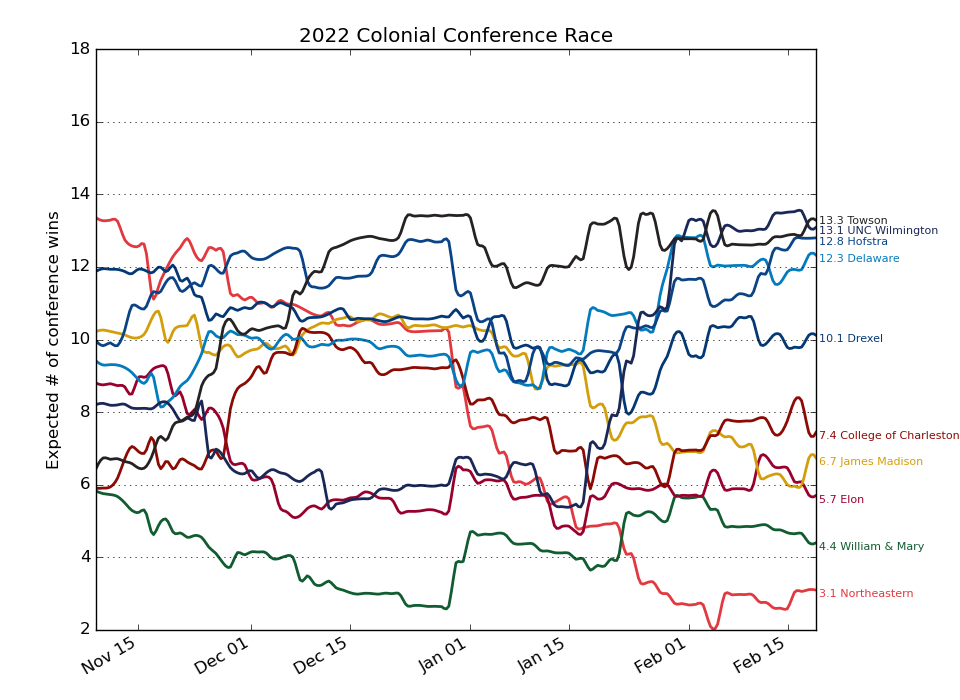 2022 Colonial Conference Race
Expected # of conference wins
18
16
14
12
10
8
6
4
2
Nov 15
Dec 01
Dec 15
Jan 01
Jan 15
Feb 01
Feb 15
13.3 Towson
13.1 UNC Wilmington
12.8 Hofstra
12.3 Delaware
10.1 Drexel
7.4 College of Charleston
6.7 James Madison
5.7 Elon
4.4 William & Mary
3.1 Northeastern